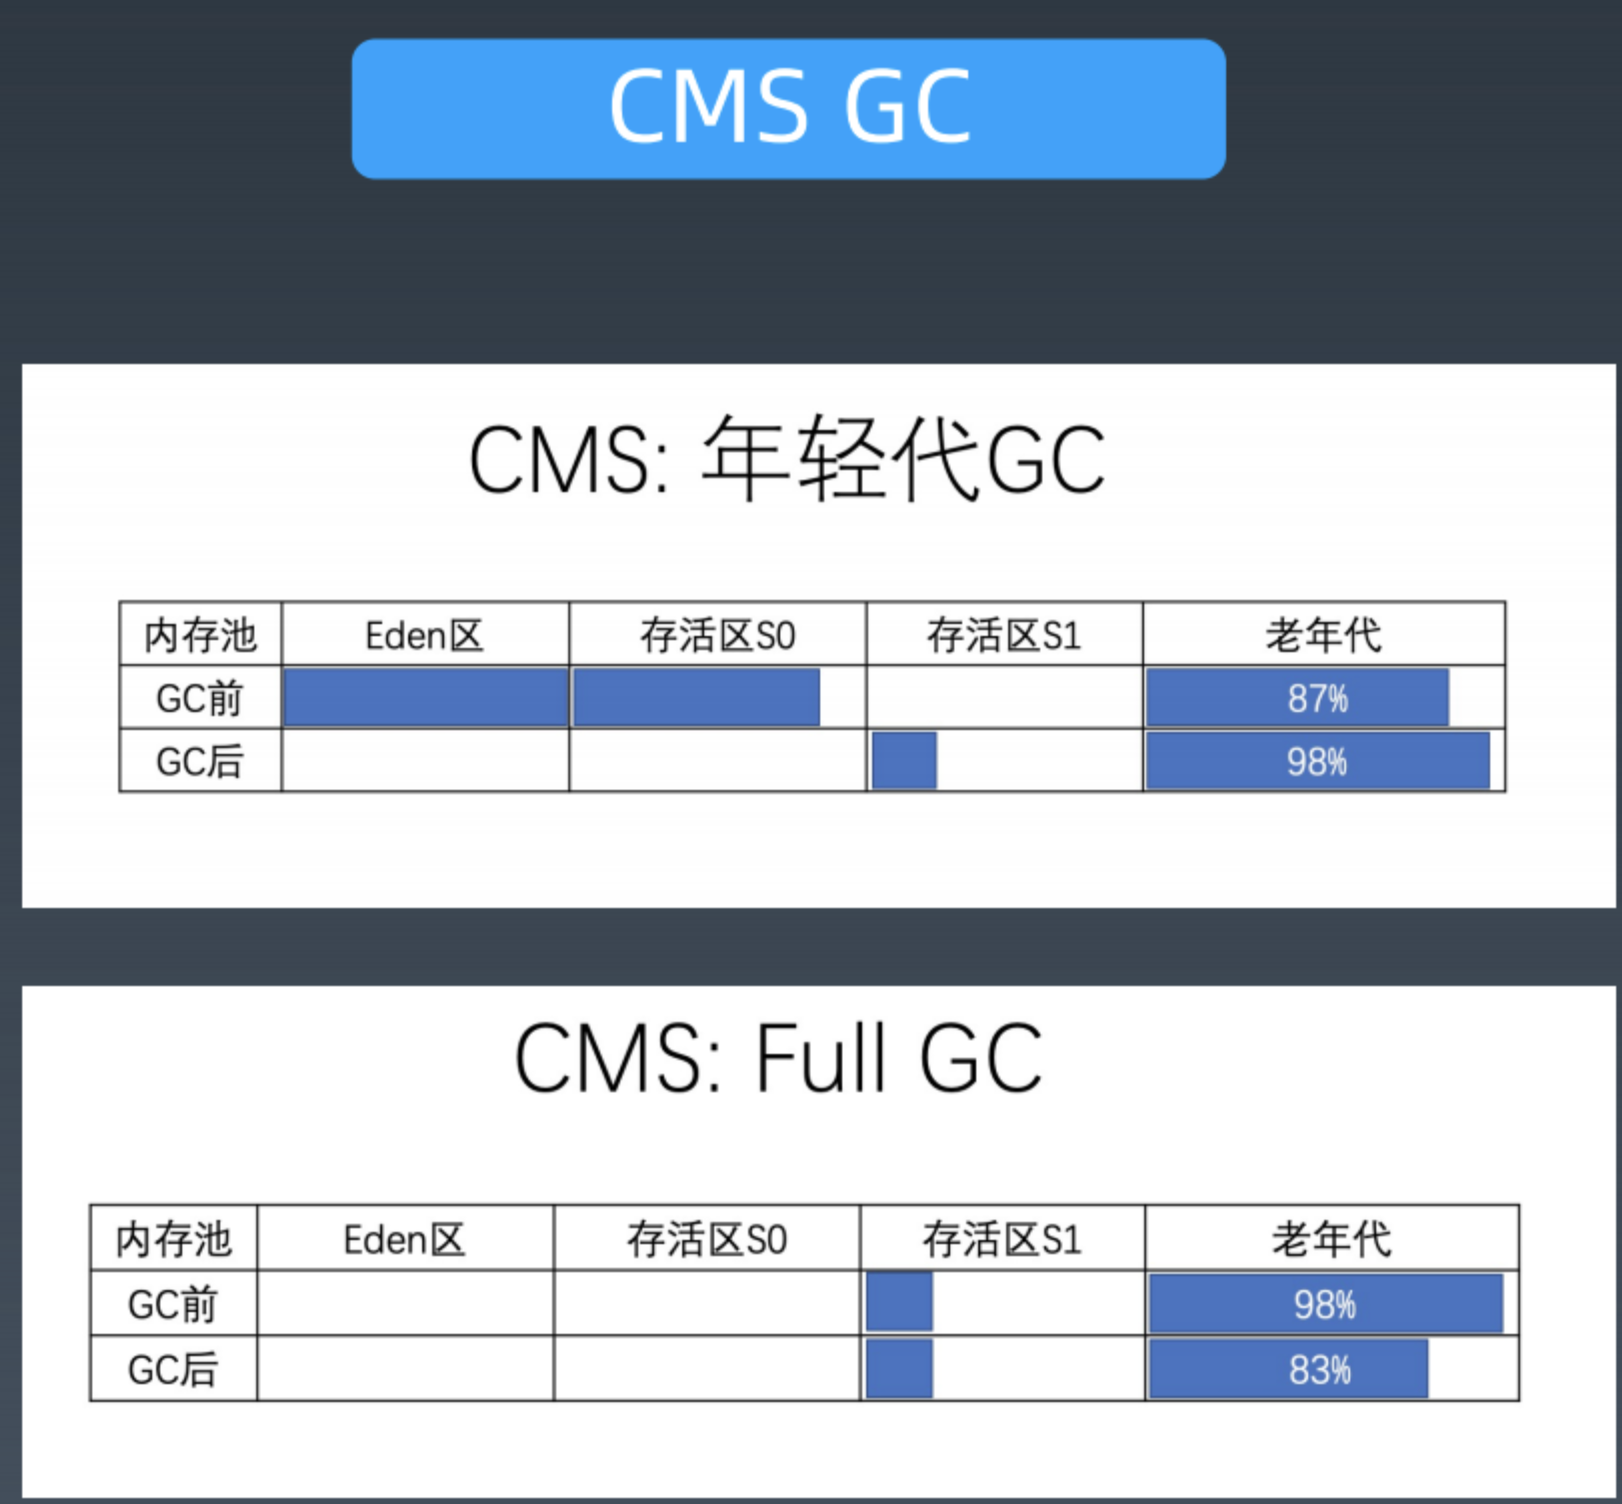 CMS GC
CMS: 年轻代GC
内存池 Eden区 存活区S0 存活区S1 老年代
GC前 87%
GC后 98%
CMS: Full GC
内存池 Eden区 存活区S0 存活区S1 老年代
GC前 98%
GC后 83%